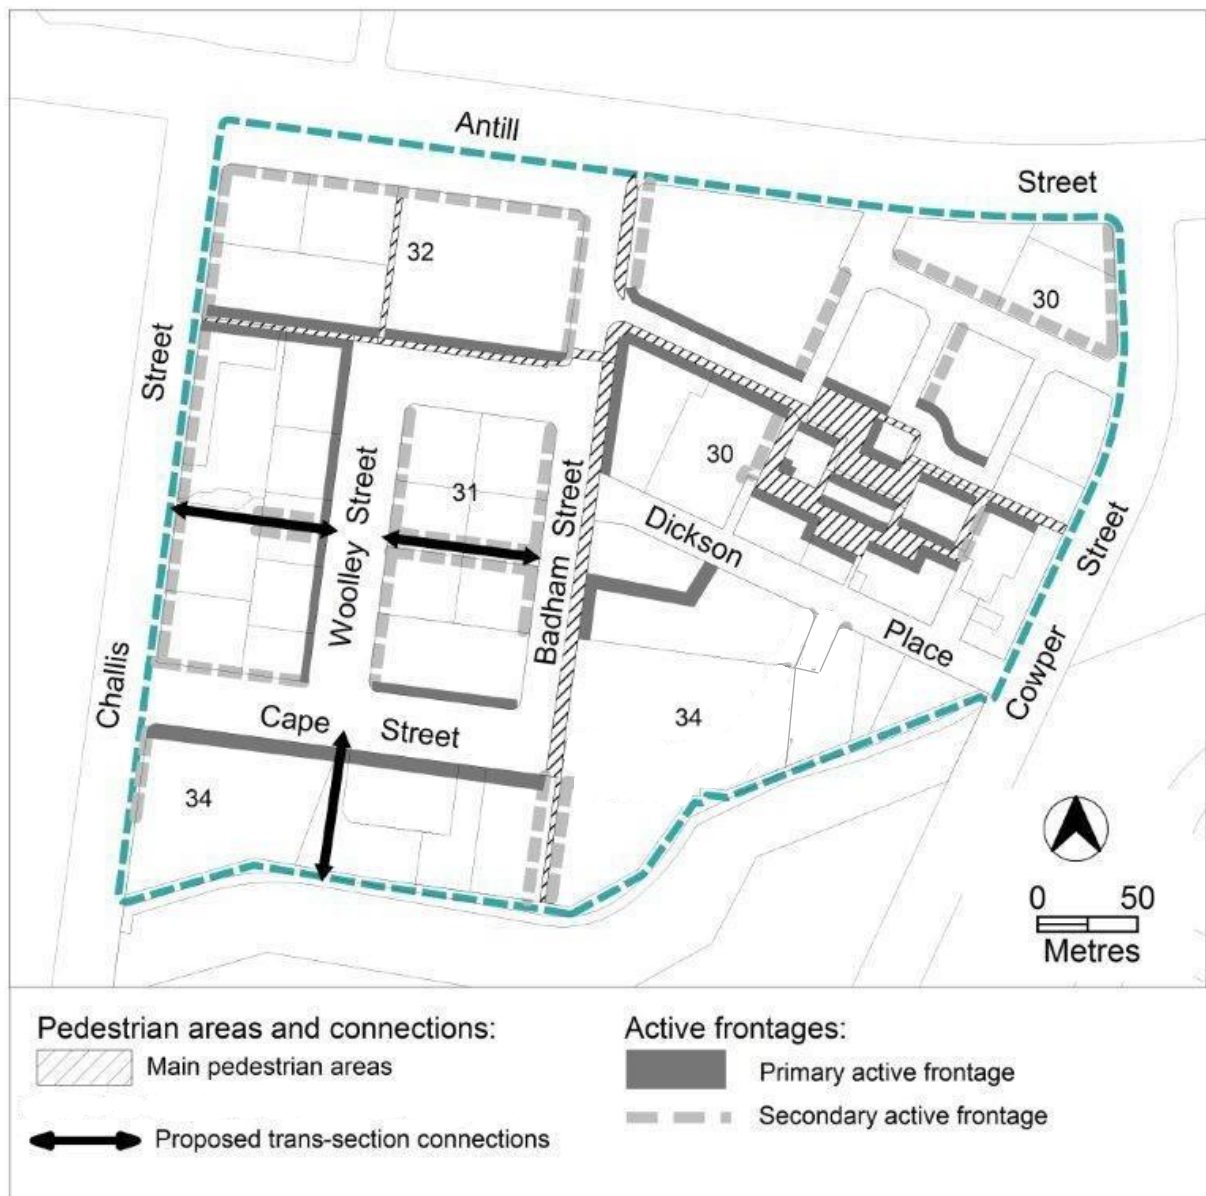 Antill
Street
32
30
Street
30
31
Woolley Street
Badham Street
Dickson
Place
Street
Cowper
Challis
Cape
Street
34
34
0 50
Metres
Pedestrian areas and connections:
Main pedestrian areas
Proposed trans-section connections
Active frontages:
Primary active frontage
Secondary active frontage